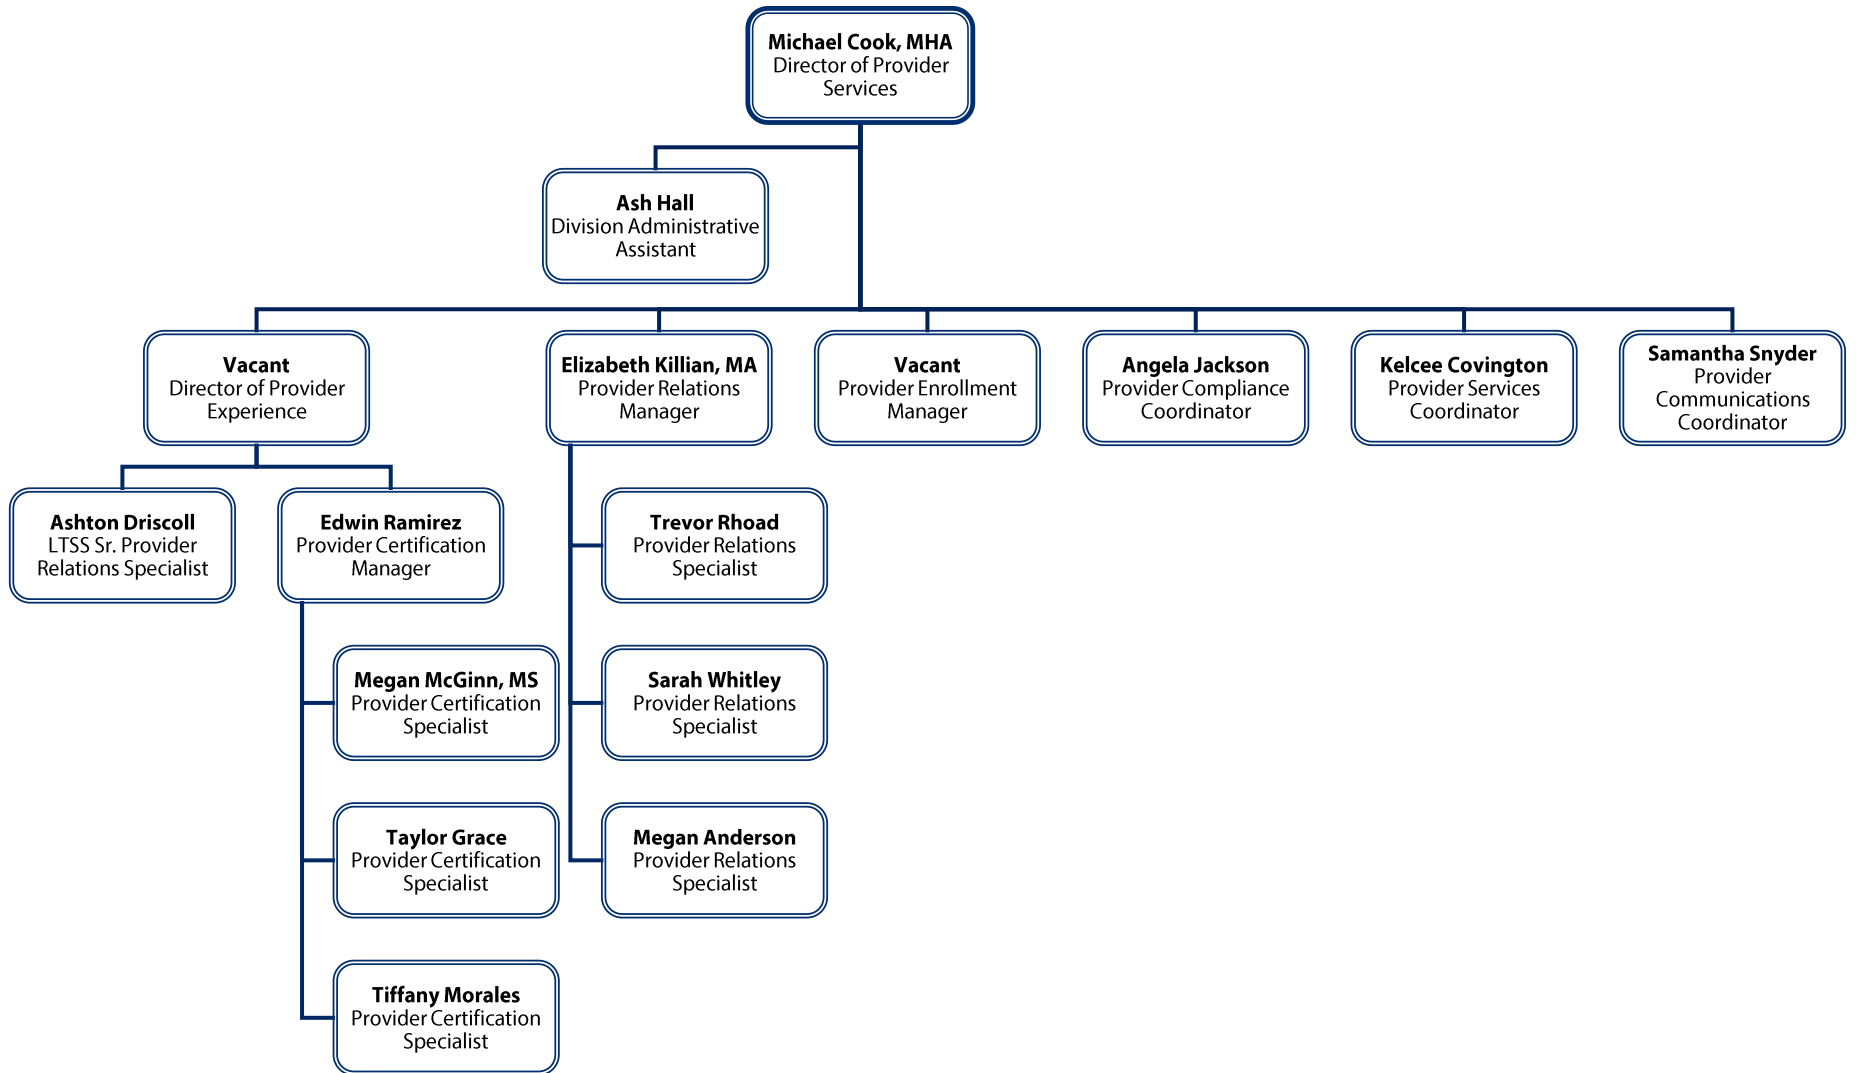 Michael Cook, MHA
Director of Provider
Services
Ash Hall
Division Administrative
Assistant
Vacant
Director of Provider
Experience
Elizabeth Killian, MA
Provider Relations
Manager
Vacant
Provider Enrollment
Manager
Angela Jackson
Provider Compliance
Coordinator
Kelcee Covington
Provider Services
Coordinator
Samantha Snyder
Provider
Communications
Coordinator
Ashton Driscoll
LTSS Sr. Provider
Relations Specialist
Edwin Ramirez
Provider Certification
Manager
Trevor Rhoad
Provider Relations
Specialist
Megan McGinn, MS
Provider Certification
Specialist
Sarah Whitley
Provider Relations
Specialist
Taylor Grace
Provider Certification
Specialist
Megan Anderson
Provider Relations
Specialist
Tiffany Morales
Provider Certification
Specialist